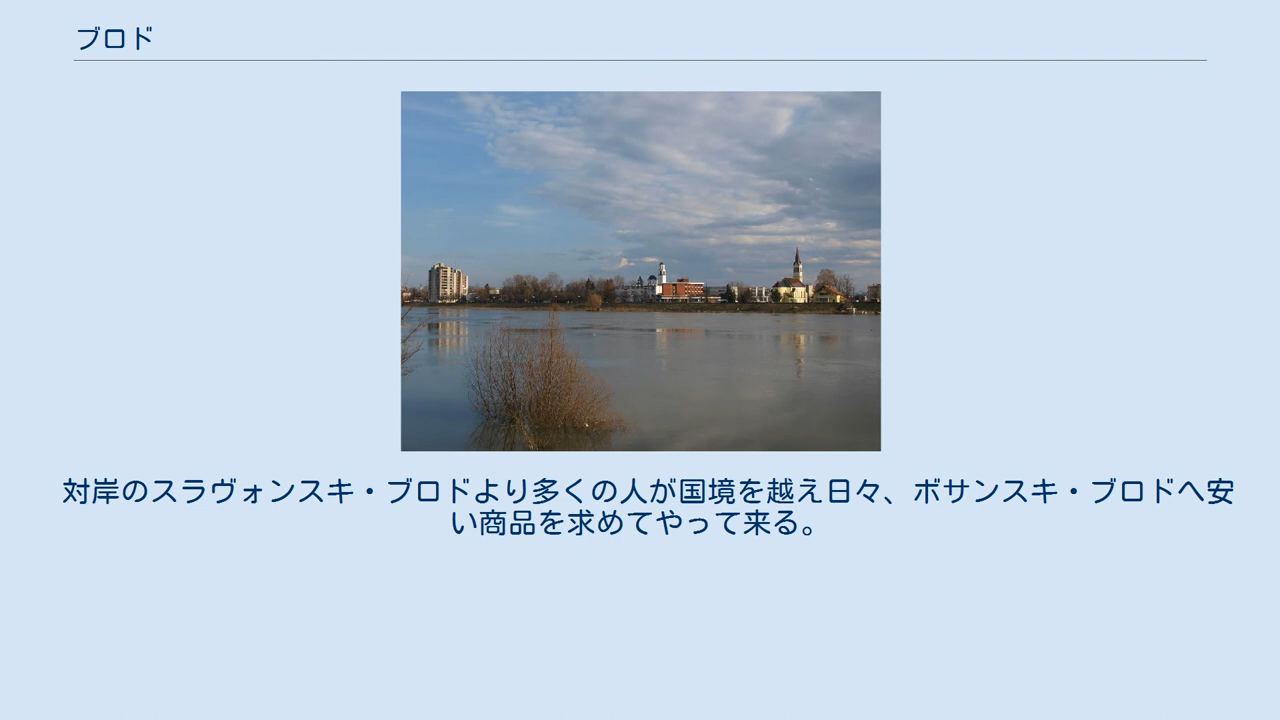 ブロド
対岸のスラヴォンスキ・ブロドより多くの人が国境を越え日々、ボサンスキ・ブロドへ安
い商品を求めてやって来る。